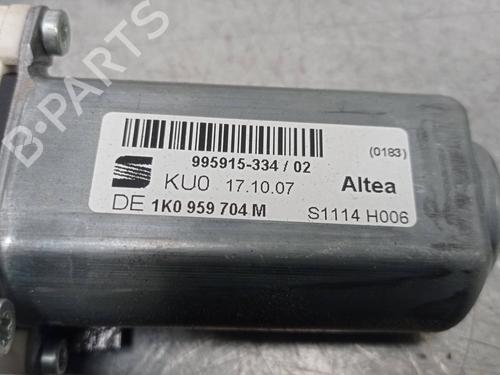 B-PARTS
(0183)
995915-334 / 02
KU0 17.10.07 Altea
DE 1K0 959 704 M S1114 H006